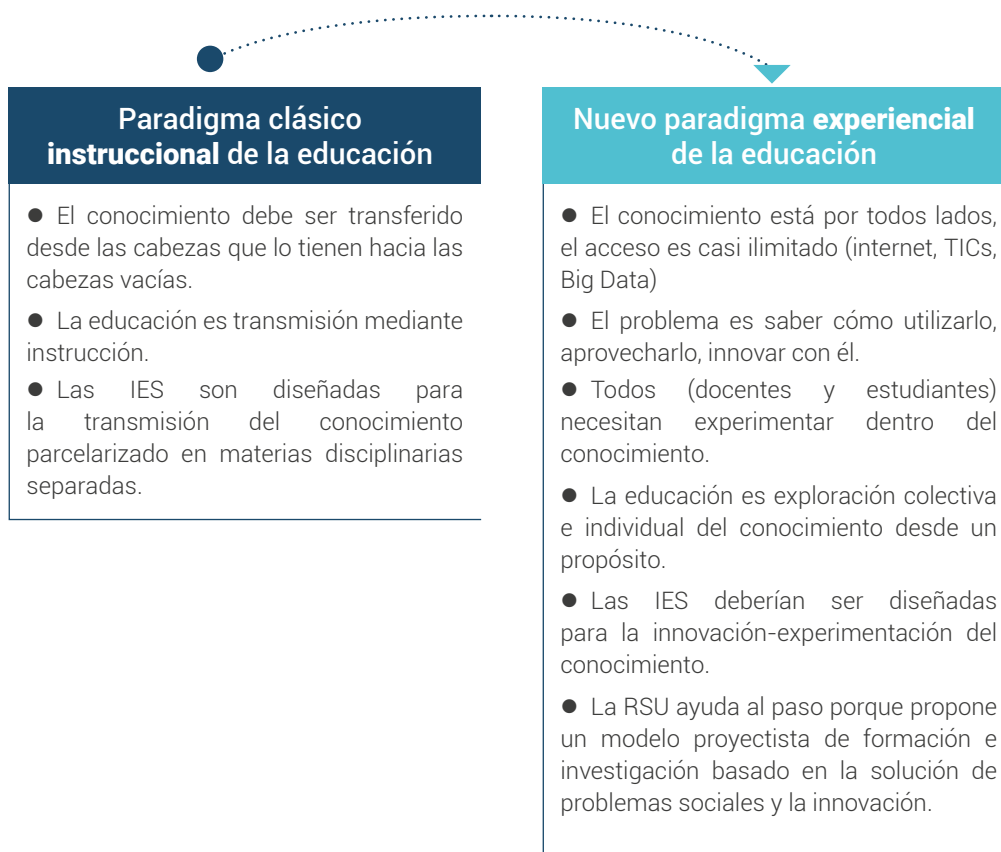 Paradigma clásico
instruccional de la educación
● El conocimiento debe ser transferido
desde las cabezas que lo tienen hacia las
cabezas vacías.
● La educación es transmisión mediante
instrucción.
● Las IES son diseñadas para
la transmisión del conocimiento
parcelarizado en materias disciplinarias
separadas.
Nuevo paradigma experiencial
de la educación
● El conocimiento está por todos lados,
el acceso es casi ilimitado (internet, TICs,
Big Data)
● El problema es saber cómo utilizarlo,
aprovecharlo, innovar con él.
● Todos (docentes y estudiantes)
necesitan experimentar dentro del
conocimiento.
● La educación es exploración colectiva
e individual del conocimiento desde un
propósito.
● Las IES deberían ser diseñadas
para la innovación-experimentación del
conocimiento.
● La RSU ayuda al paso porque propone
un modelo proyectista de formación e
investigación basado en la solución de
problemas sociales y la innovación.